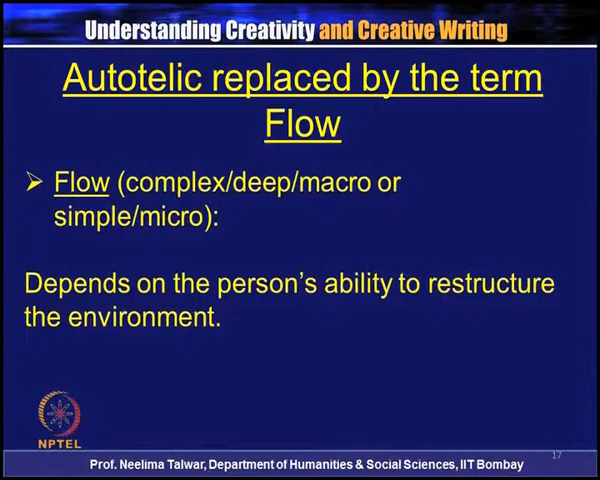 Understanding Creativity and Creative Writing
Autotelic replaced by the term
Flow
➢ Flow (complex/deep/macro or
simple/micro):
Depends on the person's ability to restructure
the environment.
NPTEL
17
Prof. Neelima Talwar, Department of Humanities & Social Sciences, IIT Bombay